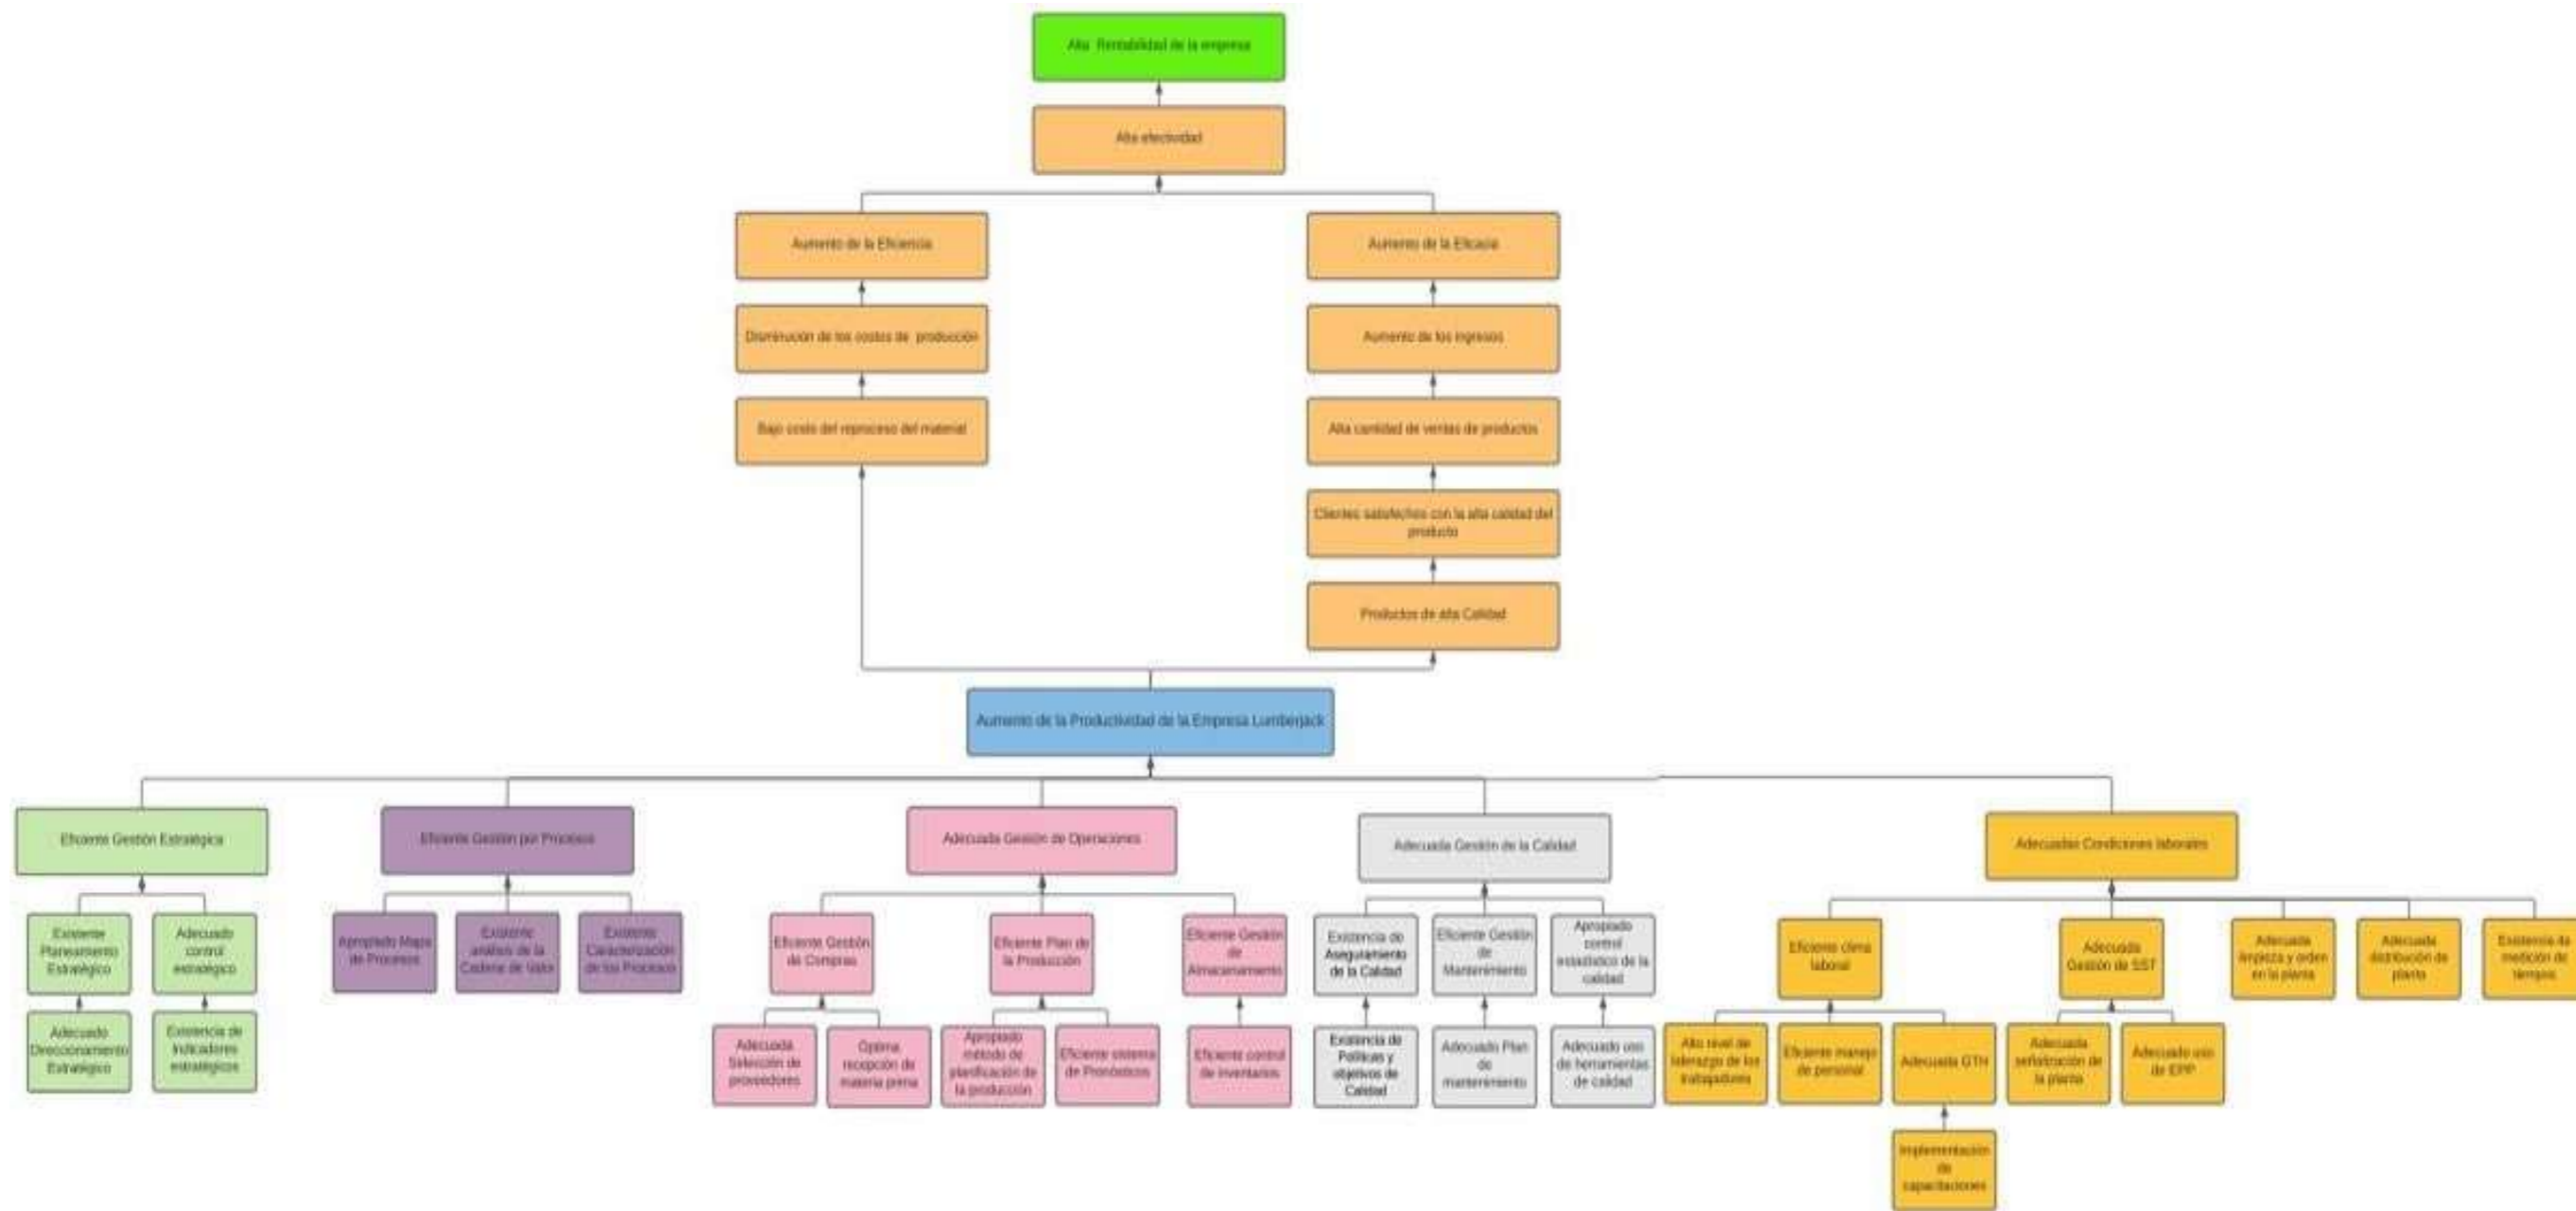 Alta Rentabilidad de la empresa
Alta efectividad
Aumento de la Eficiencia
Aumento de la Eficacia
Disminución de los costos de producción
Aumento de los ingresos
Bajo costo del reproceso del material
Alta cantidad de ventas de productos
Clientes satisfechos con la alta calidad del
producto
Productos de alta Calidad
Aumento de la Productividad de la Empresa Lumberjack
Eficiente Gestión Estratégica
Eficiente Gestión por Procesos
Adecuada Gestión de Operaciones
Adecuada Gestión de la Calidad
Adecuadas Condiciones laborales
Existente
Planeamiento
Estratégico
Adecuado
control
estratégico
Apropiado Mapa
de Procesos
Existente
análisis de la
Cadena de Valor
Existente
Caracterización
de los Procesos
Eficiente Gestión
de Compras
Eficiente Plan de
la Producción
Eficiente Gestión
de
Almacenamiento
Existencia de
Aseguramiento
de la Calidad
Eficiente Gestión
de
Mantenimiento
Apropiado
control
estadístico de la
calidad
Eficiente clima
laboral
Adecuada
Gestión de SST
Adecuada
limpieza y orden
en la planta
Adecuada
distribución de
planta
Existencia de
medición de
tiempos
Adecuado
Direccionamiento
Estratégico
Existencia de
Indicadores
estratégicos
Adecuada
Selección de
proveedores
Óptima
recepción de
materia prima
Apropiado
método de
planificación de
la producción
Eficiente sistema
de Pronósticos
Eficiente control
de inventarios
Existencia de
Políticas y
objetivos de
Calidad
Adecuado Plan
de
mantenimiento
Adecuado uso
de herramientas
de calidad
Alto nivel de
liderazgo de los
trabajadores
Eficiente manejo
de personal
Adecuada GTH
Adecuada
señalización de
la planta
Adecuado uso
de EPP
Implementación
de
capacitaciones